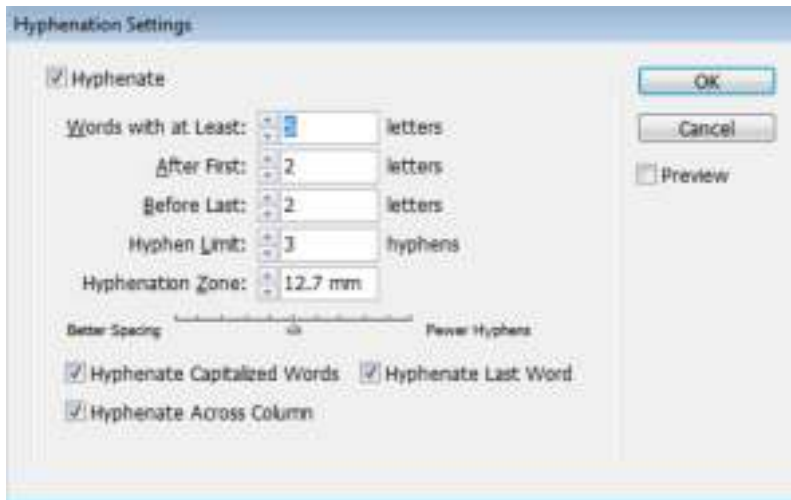 Hyphenation Settings
Hyphenate
OK
Words with at Least: 5 letters
Cancel
After First: 2 letters
Preview
Before Last: 2 letters
Hyphen Limit: 3 hyphens
Hyphenation Zone: 12.7 mm
Better Spacing Fewer Hyphens
Hyphenate Capitalized Words Hyphenate Last Word
Hyphenate Across Column